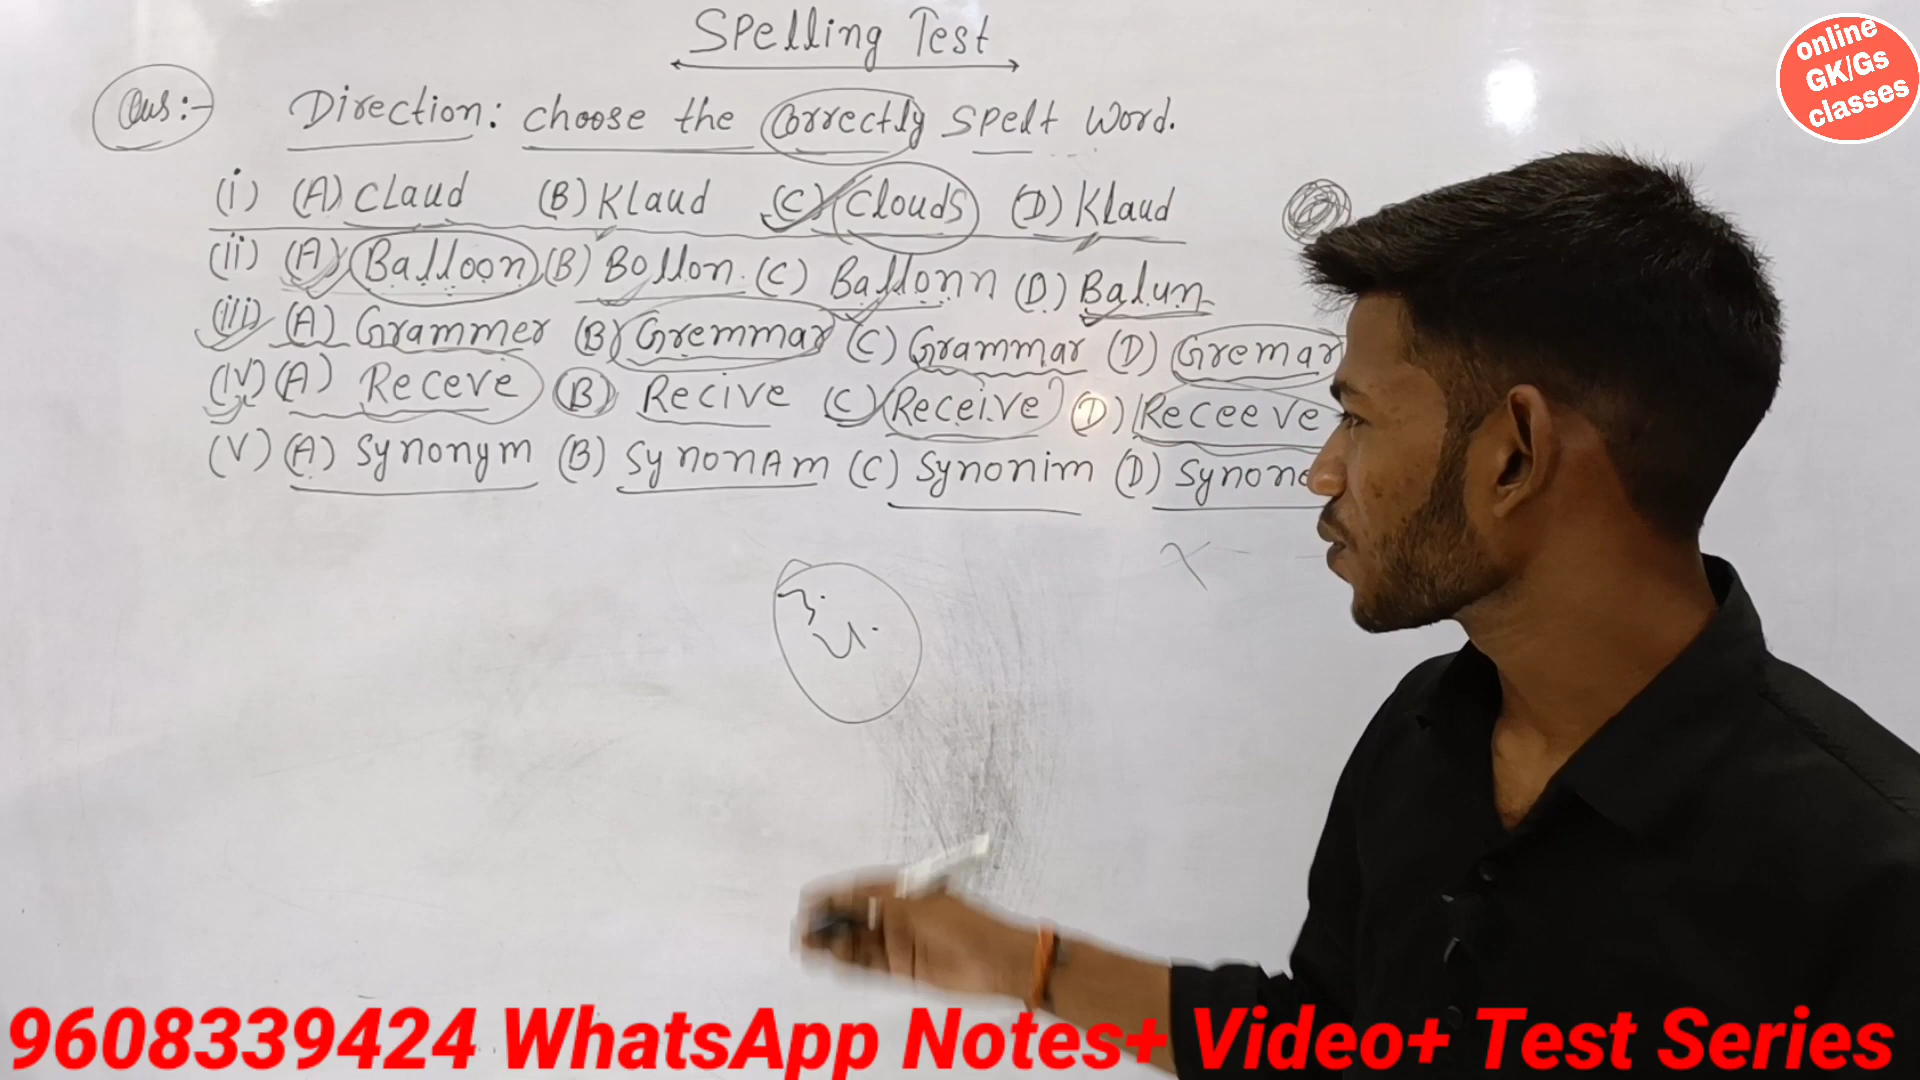 Spelling Test
Ques:-
Direction: choose the correctly spelt word.
(i) (A) Claud (B) Klaud (C) Clouds (D) Klaud
(ii) (A) Balloon (B) Bollon (C) Ballonn (D) Balun
(iii) (A) Grammer (B) Gremmar (C) Grammar (D) Gremar
(iv) (A) Receve (B) Recive (C) Receive (D) Receeve
(v) (A) Synonym (B) SynonAm (C) Synonim (D)
online
GK/Gs
classes
9608339424 WhatsApp Notes+ Video+ Test Series